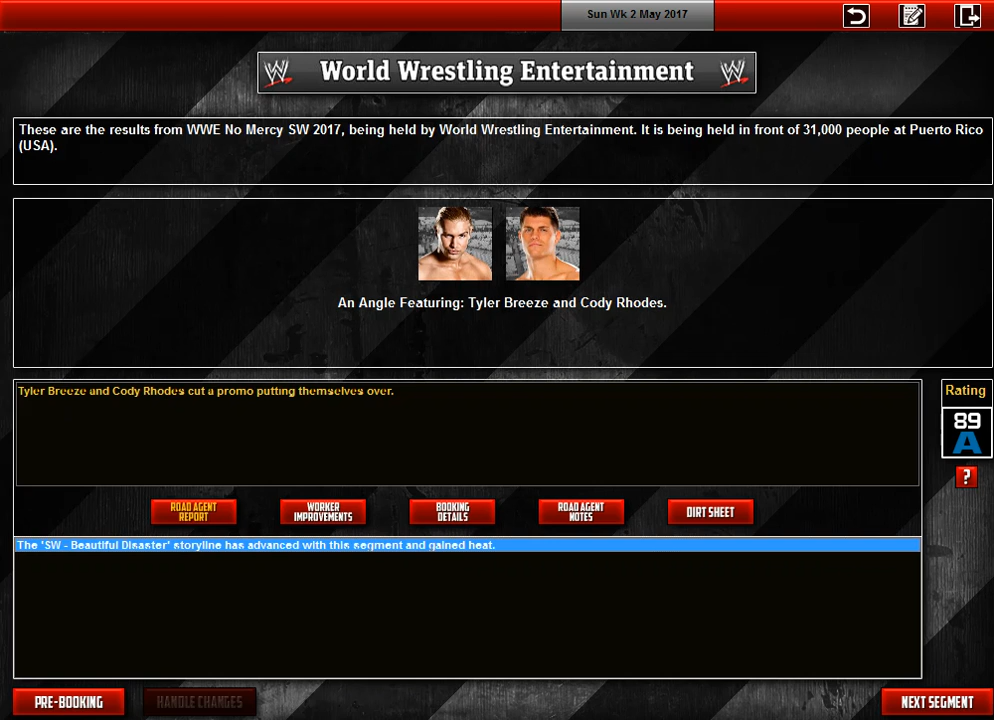 Sun Wk 2 May 2017
World Wrestling Entertainment
These are the results from WWE No Mercy SW 2017, being held by World Wrestling Entertainment. It is being held in front of 31,000 people at Puerto Rico
(USA).
An Angle Featuring: Tyler Breeze and Cody Rhodes.
Tyler Breeze and Cody Rhodes cut a promo putting themselves over.
Rating
89
A
?
ROAD AGENT
REPORT
WORKER
IMPROVEMENTS
BOOKING
DETAILS
ROAD AGENT
NOTES
DIRT SHEET
The 'SW - Beautiful Disaster' storyline has advanced with this segment and gained heat.
PRE-BOOKING
HANDLE CHANGES
NEXT SEGMENT